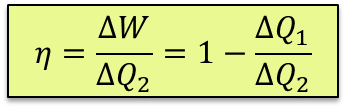 η = ΔW/ΔQ₂ = 1 − ΔQ₁/ΔQ₂